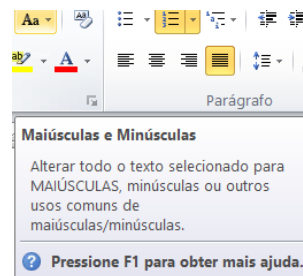 Aa
ab
A
Parágrafo
Maiúsculas e Minúsculas
Alterar todo o texto selecionado para
MAIÚSCULAS, minúsculas ou outros
usos comuns de
maiúsculas/minúsculas.
Pressione F1 para obter mais ajuda.